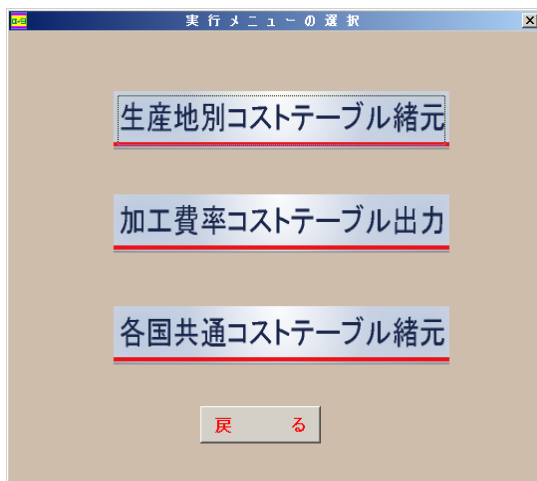 α-9
実行メニューの選択
生産地別コストテーブル緒元
加工費率コストテーブル出力
各国共通コストテーブル緒元
戻　　る